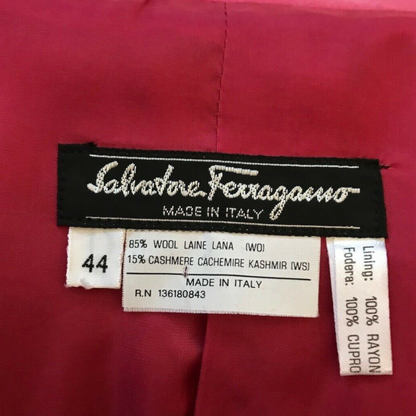 Salvatore Ferragamo
MADE IN ITALY
44
85% WOOL LAINE LANA (WO)
15% CASHMERE CACHEMIRE KASHMIR (WS)
MADE IN ITALY
R.N 136180843
Lining: 100% RAYON
Fodera: 100% CUPRO